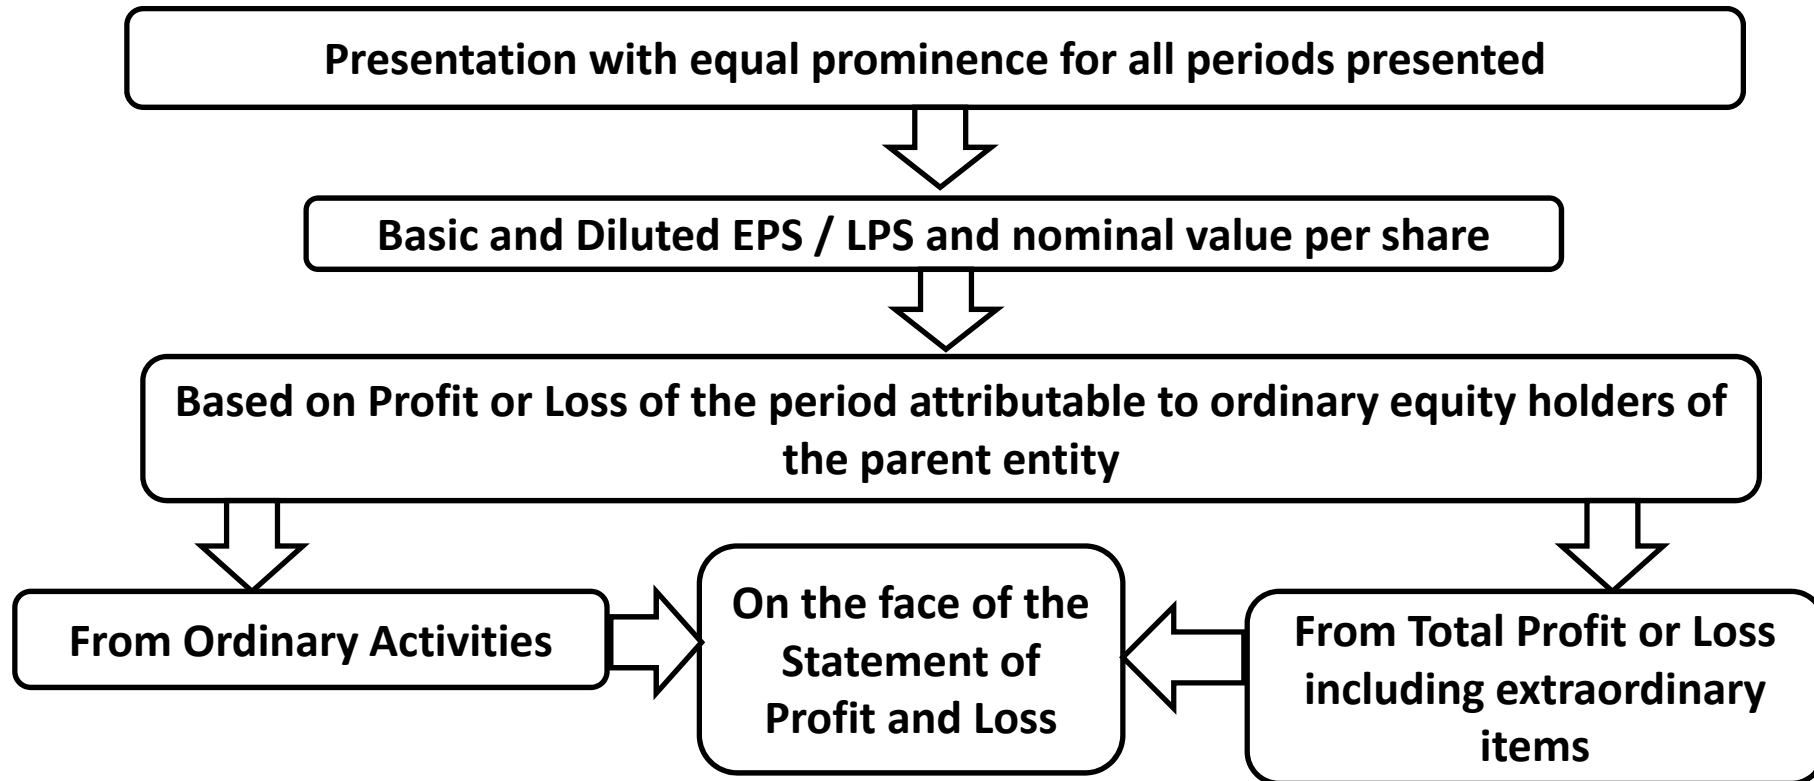 Presentation with equal prominence for all periods presented
Basic and Diluted EPS / LPS and nominal value per share
Based on Profit or Loss of the period attributable to ordinary equity holders of
the parent entity
From Ordinary Activities
On the face of the
Statement of
Profit and Loss
From Total Profit or Loss
including extraordinary
items